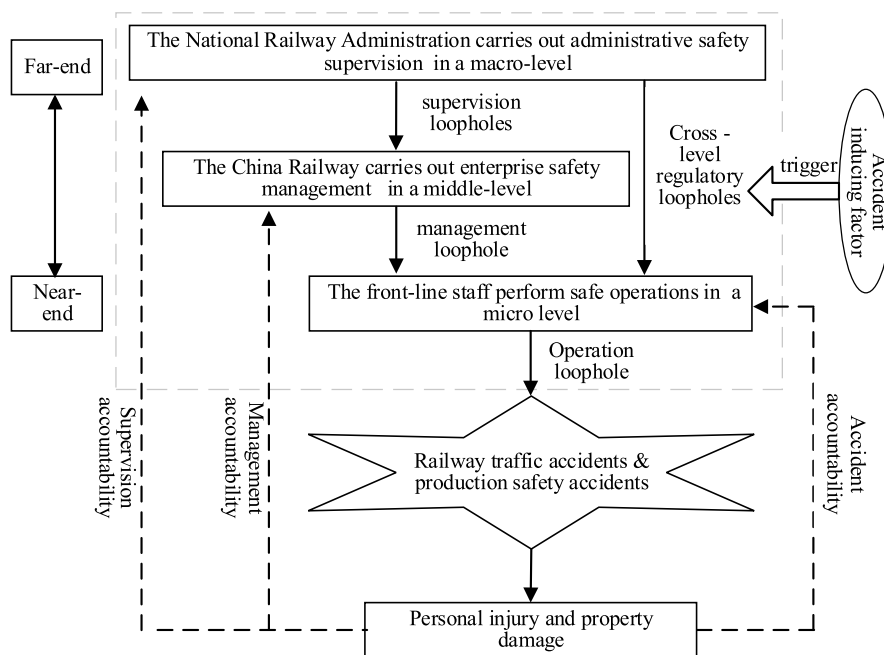 The National Railway Administration carries out administrative safety
supervision in a macro-level
Far-end
supervision
loopholes
Cross -
level
regulatory
loopholes
trigger
Accident
inducing factor
The China Railway carries out enterprise safety
management in a middle-level
management
loophole
Near-
end
The front-line staff perform safe operations in a
micro level
Operation
loophole
Supervision
accountability
Management
accountability
Accident
accountability
Railway traffic accidents &
production safety accidents
Personal injury and property
damage